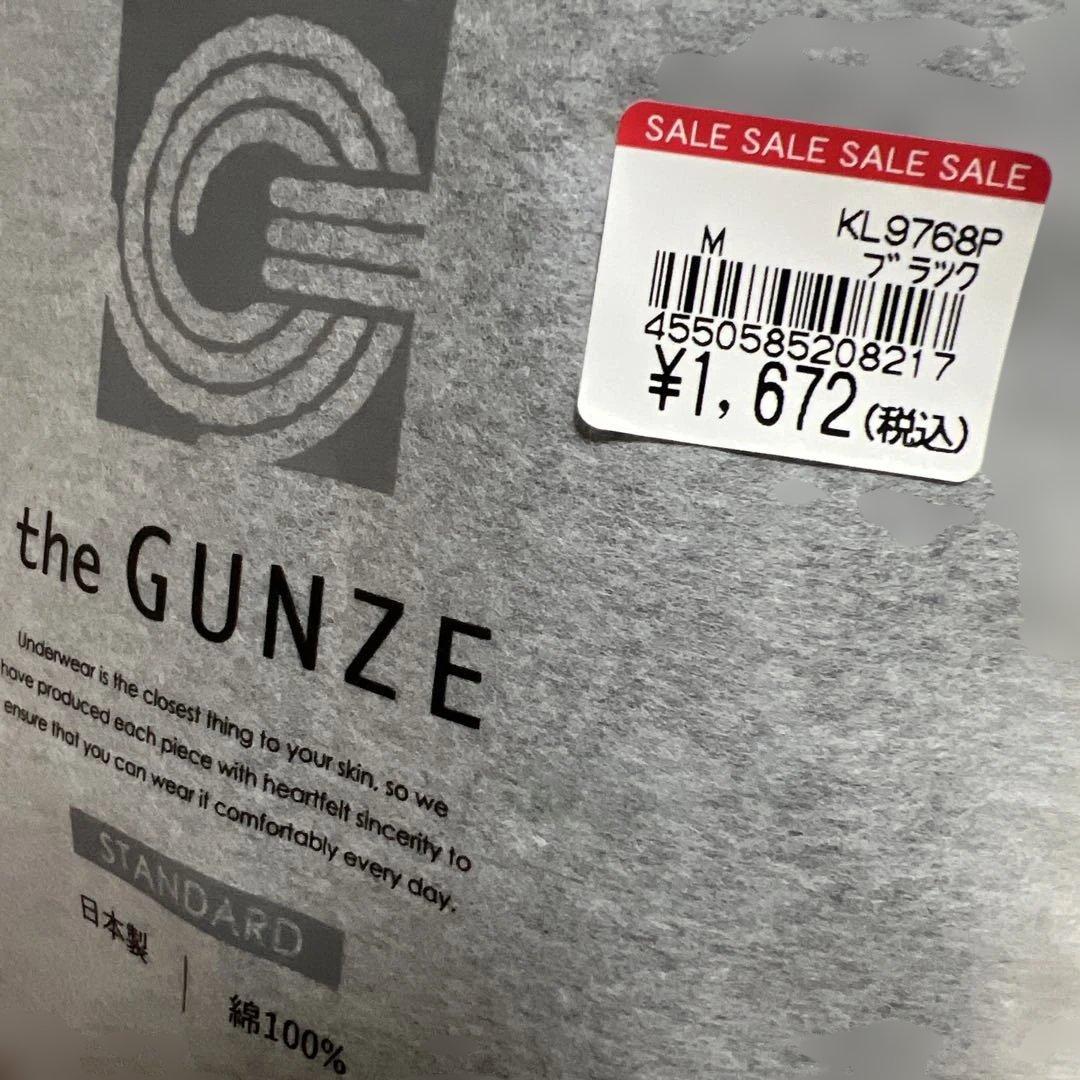 SALE SALE SALE SALE
KL9768P
M
ブラック
4550585208217
¥1,672(税込)
the GUNZE
Underwear is the closest thing to your skin, so we
have produced each piece with heartfelt sincerity to
ensure that you can wear it comfortably every day.
STANDARD
日本製
綿100%